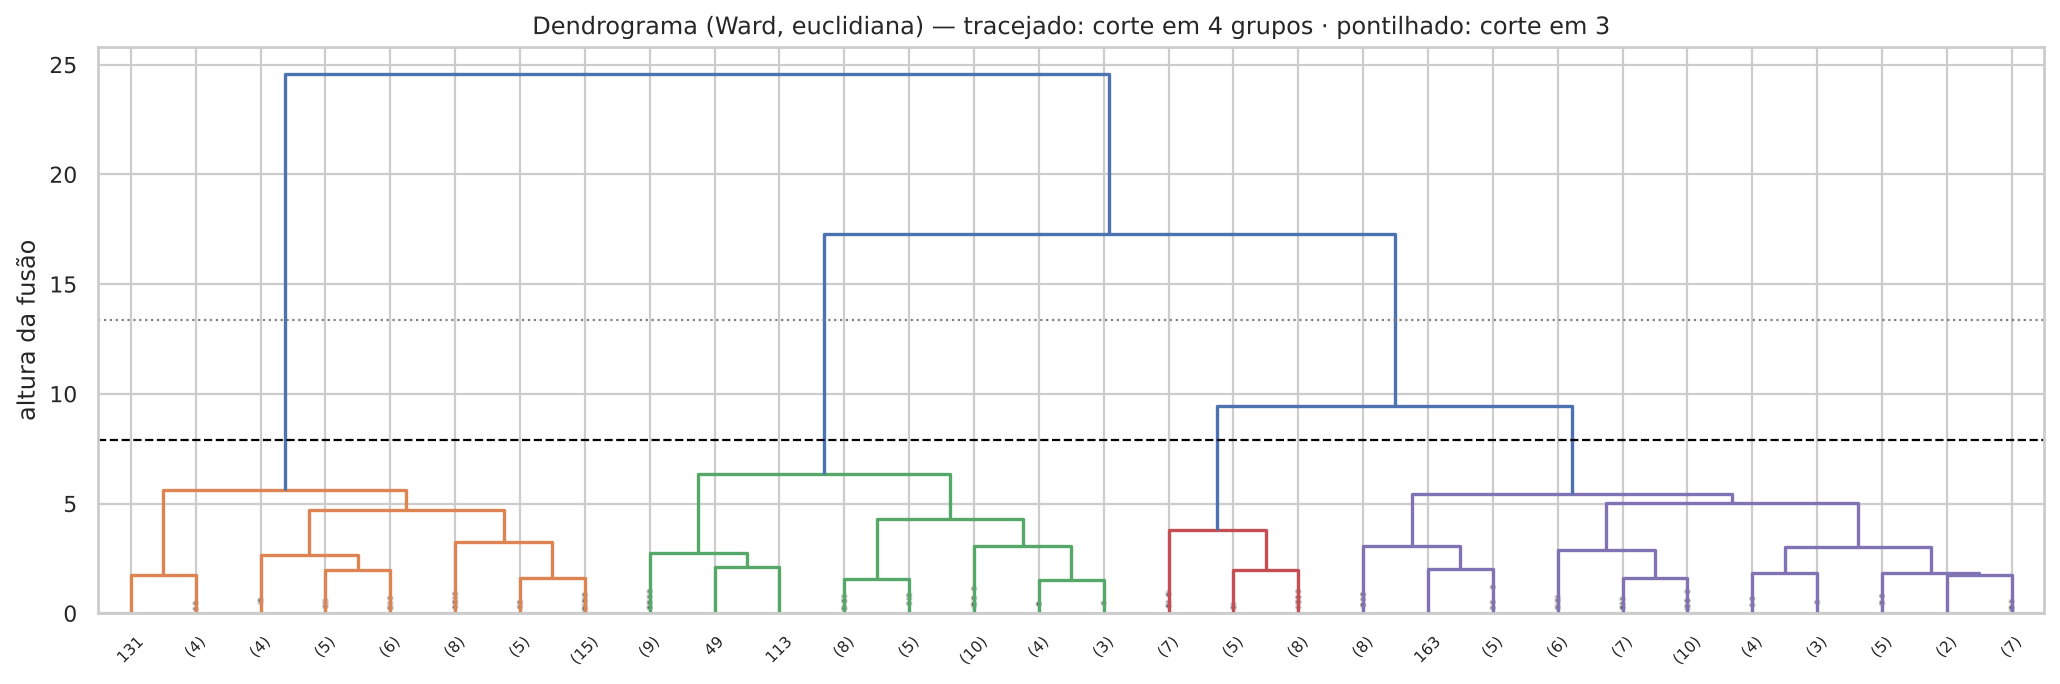 Dendrograma (Ward, euclidiana) — tracejado: corte em 4 grupos · pontilhado: corte em 3
altura da fusão
25
20
15
10
5
0
131 (4) (4) (5) (6) (8) (5) (15) (9) 49 113 (8) (5) (10) (4) (3) (7) (5) (8) (8) 163 (5) (6) (7) (10) (4) (3) (5) (2) (7)